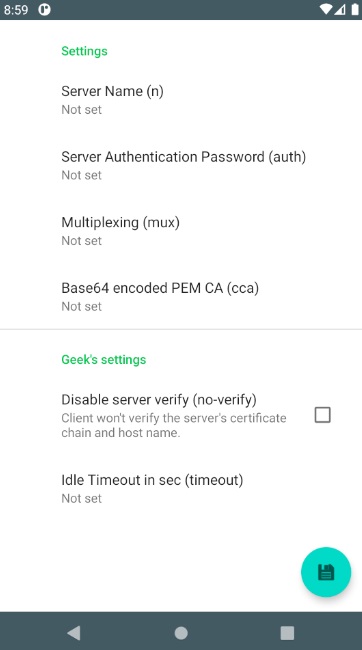 8:59
Settings
Server Name (n)
Not set
Server Authentication Password (auth)
Not set
Multiplexing (mux)
Not set
Base64 encoded PEM CA (cca)
Not set
Geek's settings
Disable server verify (no-verify)
Client won't verify the server's certificate
chain and host name.
Idle Timeout in sec (timeout)
Not set